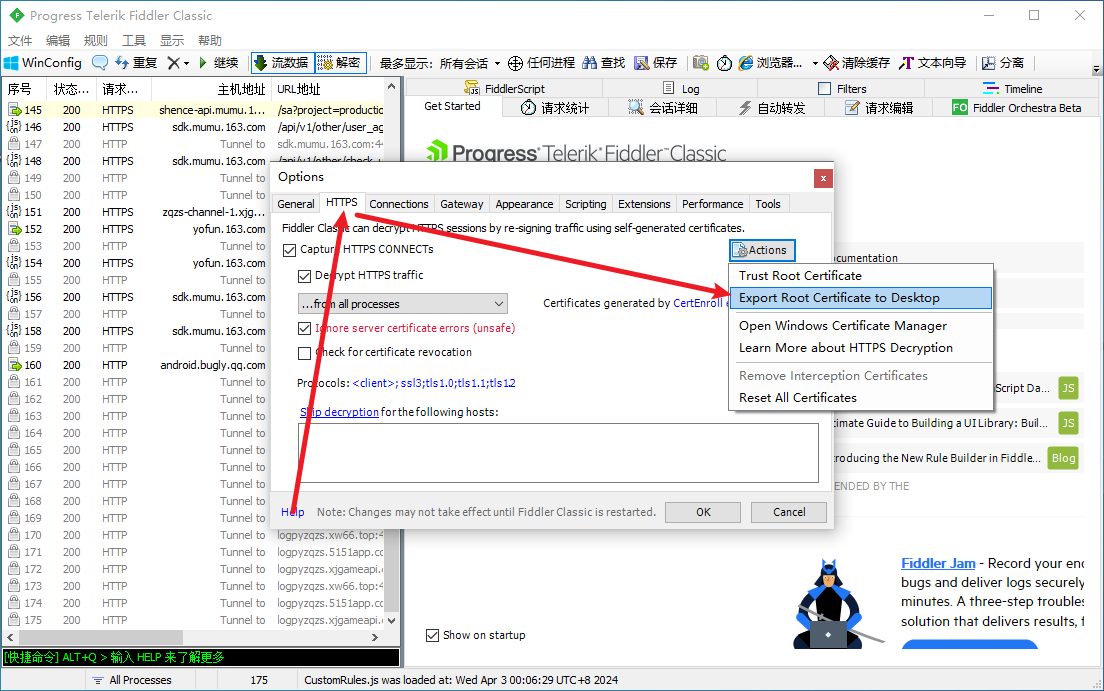 Progress Telerik Fiddler Classic
文件 编辑 规则 工具 显示 帮助
WinConfig 重复 继续 流数据 解密 最多显示: 所有会话 任何进程 查找 保存 浏览器... 清除缓存 文本向导 分离
序号 状态... 请求... 主机地址 URL地址
145 200 HTTPS shence-api.mumu.1... /sa?project=productio
146 200 HTTPS sdk.mumu.163.com /api/v1/other/user_ag
147 200 HTTP Tunnel to sdk.mumu.163.com:44
148 200 HTTPS sdk.mumu.163.com /api/v1/other/check_
149 200 HTTP Tunnel to
150 200 HTTP Tunnel to
151 200 HTTPS zqzs-channel-1.xjg...
152 200 HTTPS yofun.163.com
153 200 HTTP Tunnel to
154 200 HTTPS yofun.163.com
155 200 HTTP Tunnel to
156 200 HTTPS sdk.mumu.163.com
157 200 HTTP Tunnel to
158 200 HTTPS sdk.mumu.163.com
159 200 HTTP Tunnel to
160 200 HTTPS android.bugly.qq.com
161 200 HTTP Tunnel to
162 200 HTTP Tunnel to
163 200 HTTP Tunnel to
164 200 HTTP Tunnel to
165 200 HTTP Tunnel to
166 200 HTTP Tunnel to
167 200 HTTP Tunnel to
168 200 HTTP Tunnel to
169 200 HTTP Tunnel to
170 200 HTTP Tunnel to logpyzqzs.xw66.top:4
171 200 HTTP Tunnel to logpyzqzs.5151app.cc
172 200 HTTP Tunnel to logpyzqzs.xjgameapi.
173 200 HTTP Tunnel to logpyzqzs.xw66.top:4
174 200 HTTP Tunnel to logpyzqzs.5151app.cc
175 200 HTTP Tunnel to logpyzqzs.xjgameapi.
[快捷命令] ALT+Q > 输入 HELP 来了解更多
All Processes 175 CustomRules.js was loaded at: Wed Apr 3 00:06:29 UTC+8 2024
FiddlerScript Log Filters Timeline
Get Started 请求统计 会话详细 自动转发 请求编辑 FO Fiddler Orchestra Beta
Progress Telerik Fiddler Classic
Options
General HTTPS Connections Gateway Appearance Scripting Extensions Performance Tools
Fiddler Classic can decrypt HTTPS sessions by re-signing traffic using self-generated certificates.
Capture HTTPS CONNECTs
Actions
Decrypt HTTPS traffic
...from all processes
Certificates generated by CertEnroll
Ignore server certificate errors (unsafe)
Check for certificate revocation
Protocols: <client>; ssl3;tls1.0;tls1.1;tls1.2
Skip decryption for the following hosts:
Help Note: Changes may not take effect until Fiddler Classic is restarted. OK Cancel
Trust Root Certificate
Export Root Certificate to Desktop
Open Windows Certificate Manager
Learn More about HTTPS Decryption
Remove Interception Certificates
Reset All Certificates
ocumentation
Script Da... JS
timate Guide to Building a UI Library: Buil... JS
roducing the New Rule Builder in Fiddle... Blog
ENDED BY THE
Fiddler Jam - Record your en
bugs and deliver logs securely
minutes. A three-step troubles
solution that delivers results, f
Show on startup